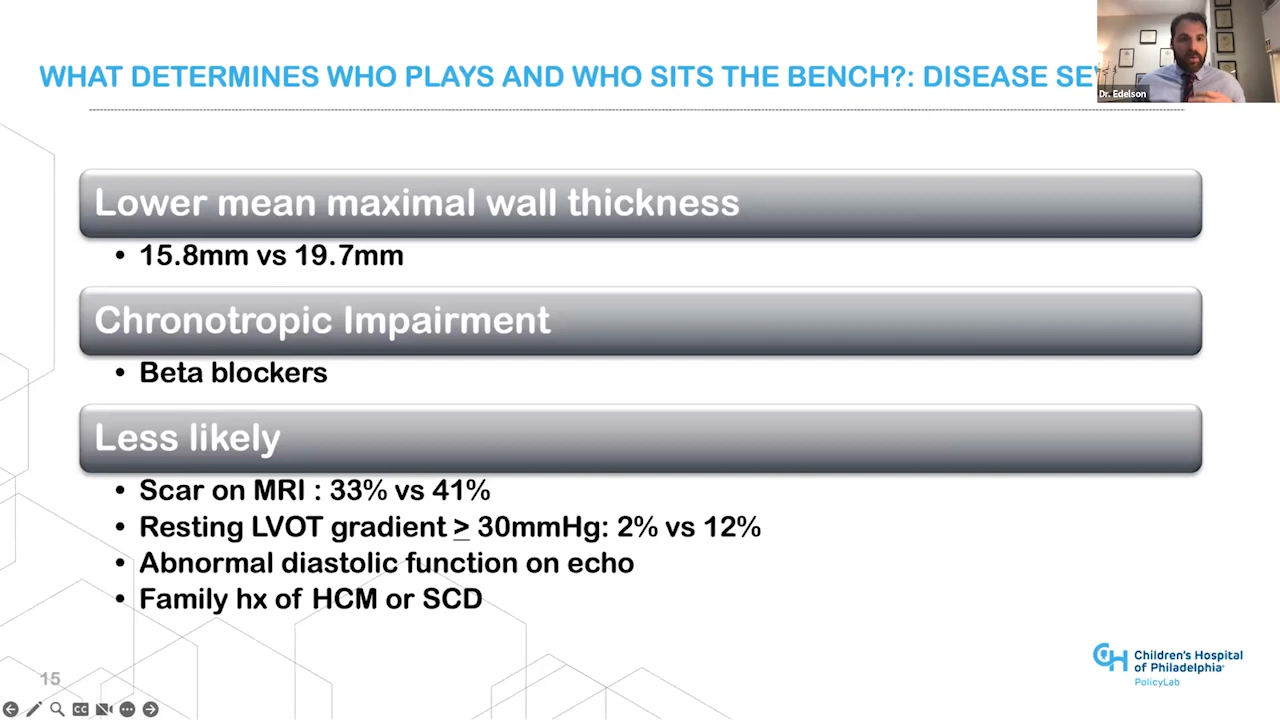 WHAT DETERMINES WHO PLAYS AND WHO SITS THE BENCH?: DISEASE SE
Dr. Edelson
Lower mean maximal wall thickness
• 15.8mm vs 19.7mm
Chronotropic Impairment
• Beta blockers
Less likely
• Scar on MRI : 33% vs 41%
• Resting LVOT gradient ≥ 30mmHg: 2% vs 12%
• Abnormal diastolic function on echo
• Family hx of HCM or SCD
15
CH Children's Hospital
of Philadelphia
PolicyLab
CC